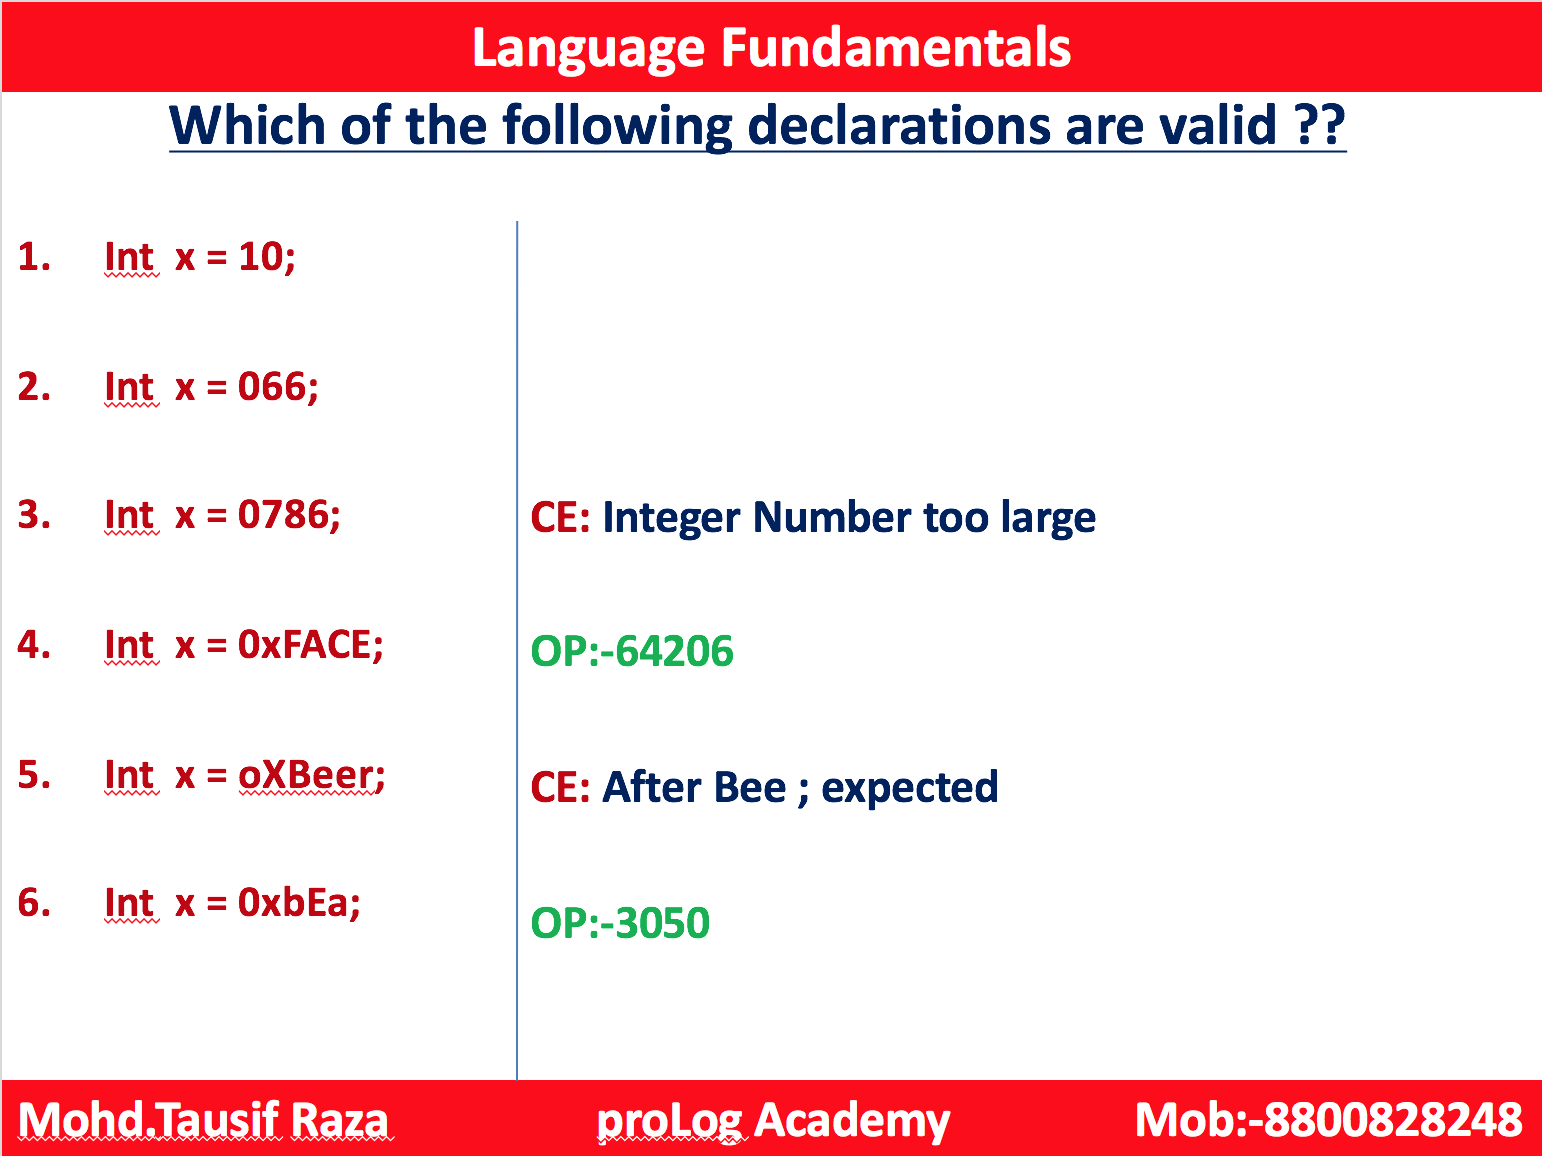 Language Fundamentals
Which of the following declarations are valid ??
1. Int x = 10;
2. Int x = 066;
3. Int x = 0786; CE: Integer Number too large
4. Int x = 0xFACE; OP:-64206
5. Int x = oXBeer; CE: After Bee ; expected
6. Int x = 0xbEa; OP:-3050
Mohd.Tausif Raza proLog Academy Mob:-8800828248